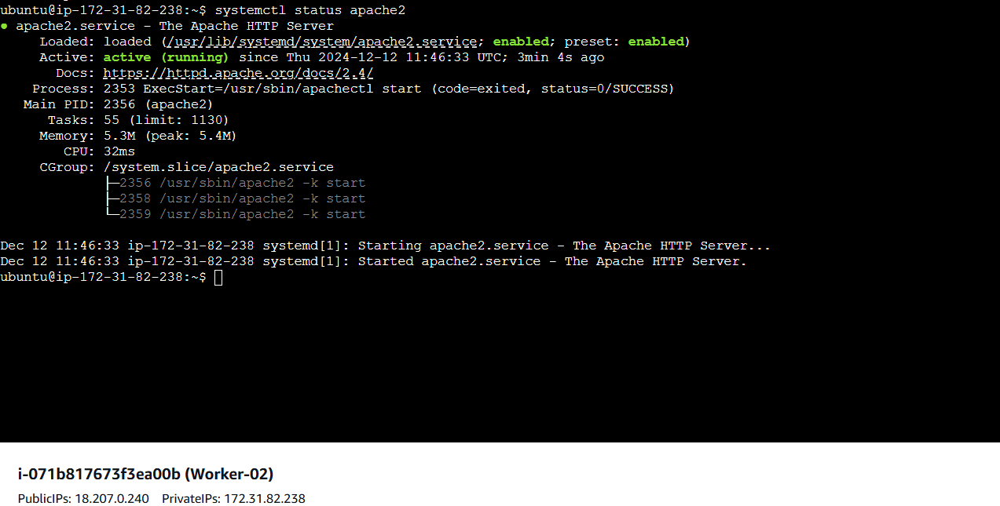 ubuntu@ip-172-31-82-238:~$ systemctl status apache2
● apache2.service - The Apache HTTP Server
     Loaded: loaded (/usr/lib/systemd/system/apache2.service; enabled; preset: enabled)
     Active: active (running) since Thu 2024-12-12 11:46:33 UTC; 3min 4s ago
       Docs: https://httpd.apache.org/docs/2.4/
    Process: 2353 ExecStart=/usr/sbin/apachectl start (code=exited, status=0/SUCCESS)
   Main PID: 2356 (apache2)
      Tasks: 55 (limit: 1130)
     Memory: 5.3M (peak: 5.4M)
        CPU: 32ms
     CGroup: /system.slice/apache2.service
             ├─2356 /usr/sbin/apache2 -k start
             ├─2358 /usr/sbin/apache2 -k start
             └─2359 /usr/sbin/apache2 -k start
Dec 12 11:46:33 ip-172-31-82-238 systemd[1]: Starting apache2.service - The Apache HTTP Server...
Dec 12 11:46:33 ip-172-31-82-238 systemd[1]: Started apache2.service - The Apache HTTP Server.
ubuntu@ip-172-31-82-238:~$
i-071b817673f3ea00b (Worker-02)
PublicIPs: 18.207.0.240 PrivateIPs: 172.31.82.238